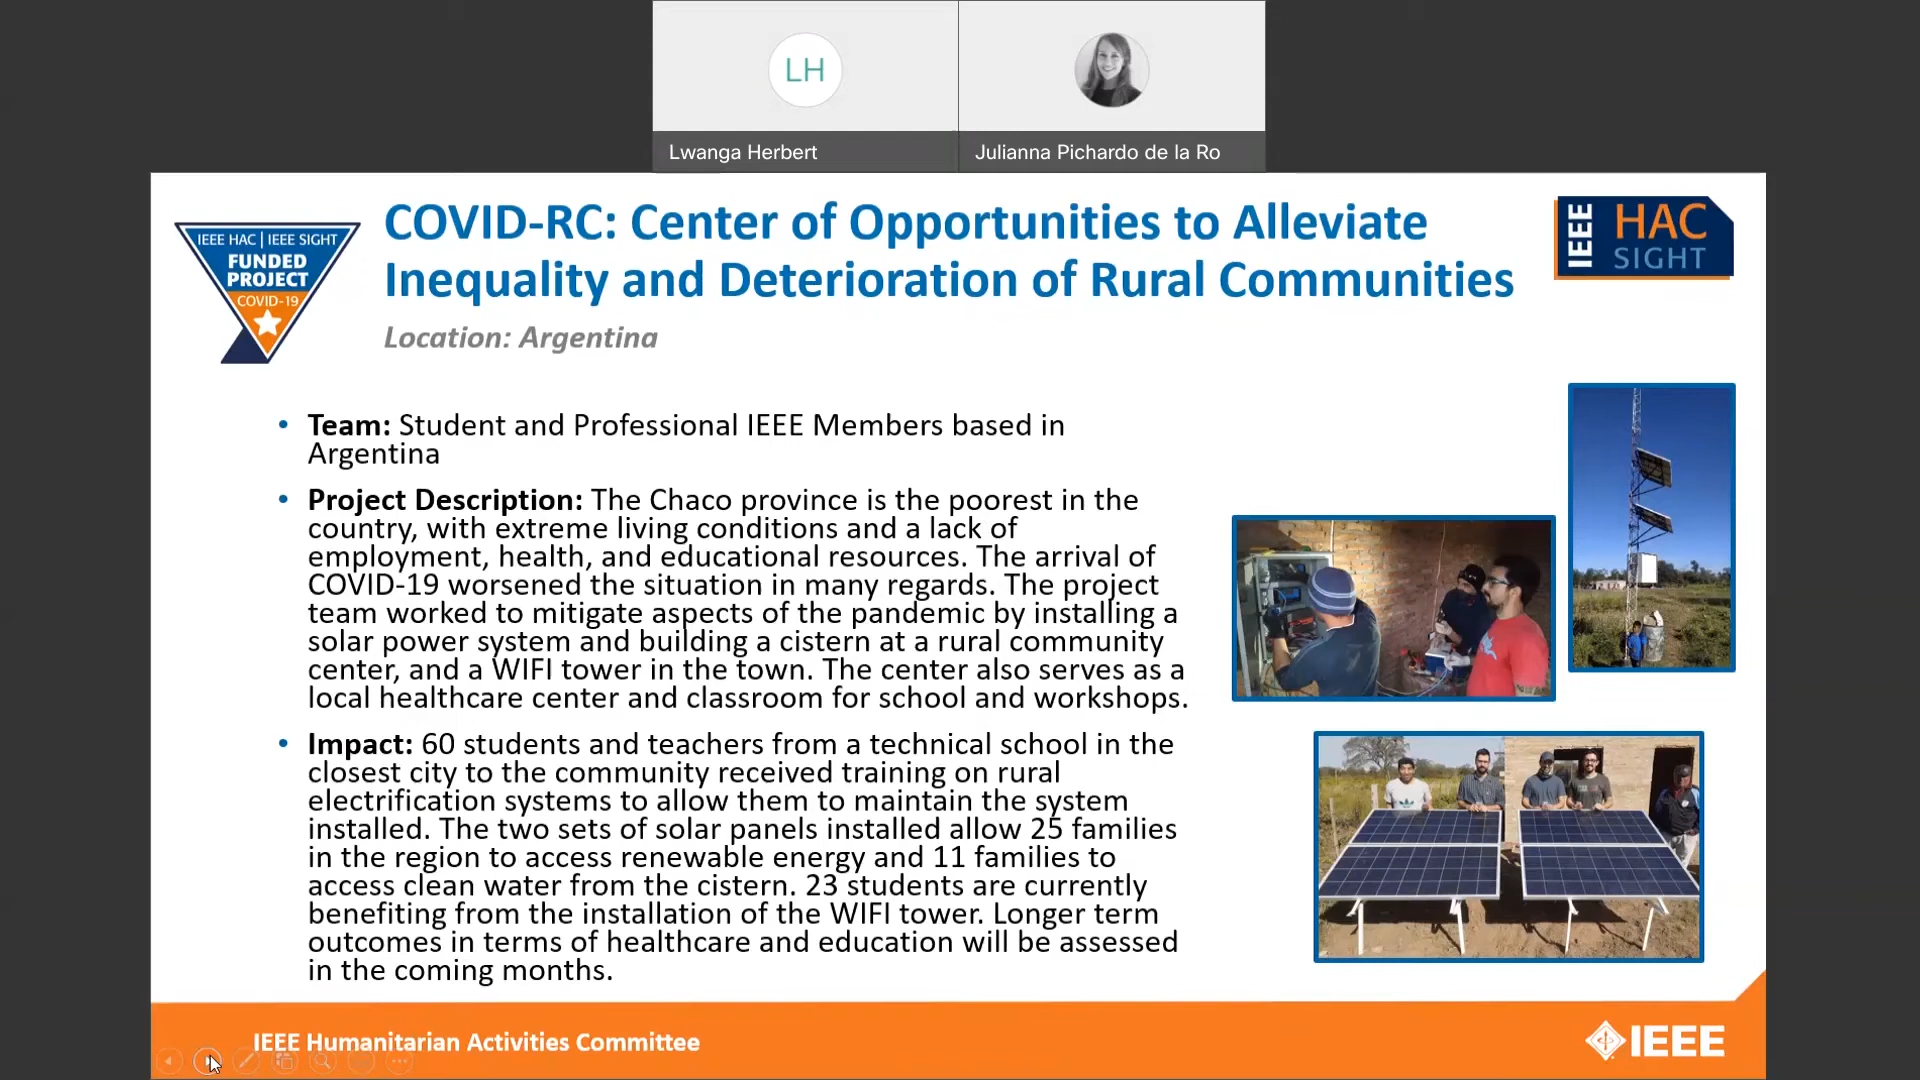 LH
Lwanga Herbert
Julianna Pichardo de la Ro
IEEE HAC | IEEE SIGHT
FUNDED
PROJECT
COVID-19
COVID-RC: Center of Opportunities to Alleviate
Inequality and Deterioration of Rural Communities
Location: Argentina
IEEE
HAC
SIGHT
• Team: Student and Professional IEEE Members based in
Argentina
• Project Description: The Chaco province is the poorest in the
country, with extreme living conditions and a lack of
employment, health, and educational resources. The arrival of
COVID-19 worsened the situation in many regards. The project
team worked to mitigate aspects of the pandemic by installing a
solar power system and building a cistern at a rural community
center, and a WIFI tower in the town. The center also serves as a
local healthcare center and classroom for school and workshops.
• Impact: 60 students and teachers from a technical school in the
closest city to the community received training on rural
electrification systems to allow them to maintain the system
installed. The two sets of solar panels installed allow 25 families
in the region to access renewable energy and 11 families to
access clean water from the cistern. 23 students are currently
benefiting from the installation of the WIFI tower. Longer term
outcomes in terms of healthcare and education will be assessed
in the coming months.
IEEE Humanitarian Activities Committee
IEEE